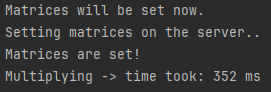 Matrices will be set now.
Setting matrices on the server..
Matrices are set!
Multiplying -> time took: 352 ms